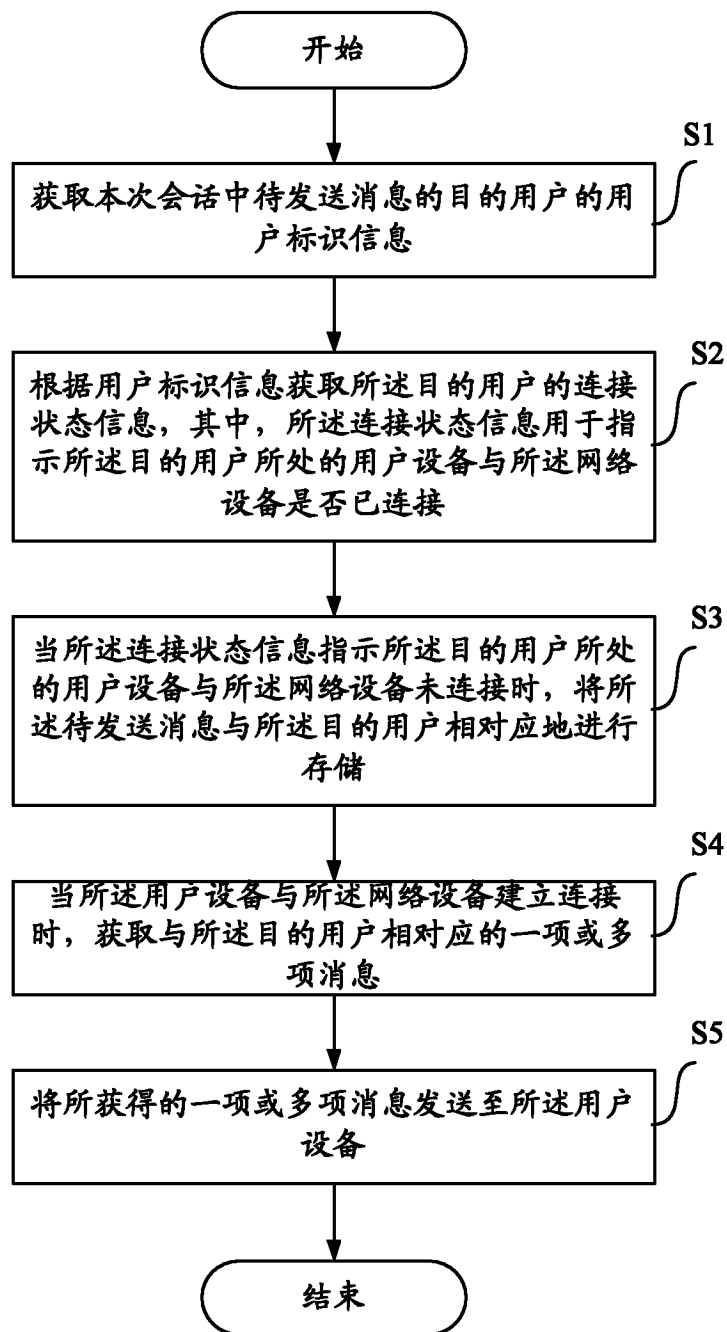 开始
S1
获取本次会话中待发送消息的目的用户的用
户标识信息
S2
根据用户标识信息获取所述目的用户的连接
状态信息，其中，所述连接状态信息用于指
示所述目的用户所处的用户设备与所述网络
设备是否已连接
S3
当所述连接状态信息指示所述目的用户所处
的用户设备与所述网络设备未连接时，将所
述待发送消息与所述目的用户相对应地进行
存储
S4
当所述用户设备与所述网络设备建立连接
时，获取与所述目的用户相对应的一项或多
项消息
S5
将所获得的一项或多项消息发送至所述用户
设备
结束